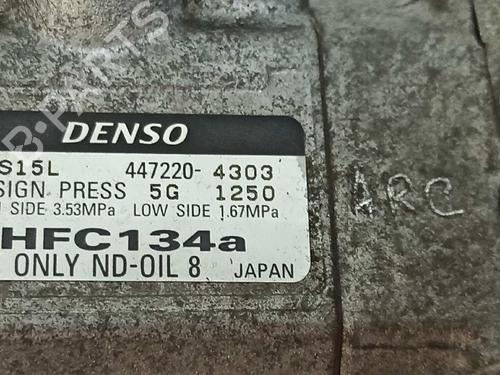 DENSO
S15L 447220-4303
SIGN PRESS 5G 1250
SIDE 3.53MPa LOW SIDE 1.67MPa
HFC134a
ONLY ND-OIL 8 JAPAN
ARC
B-PARTS